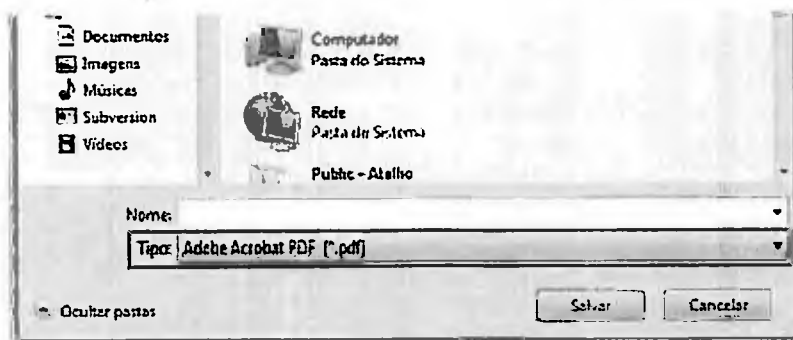 Documentos
Imagens
Músicas
Subversion
Vídeos
Computador
Pasta do Sistema
Rede
Pasta do Sistema
Public - Atalho
Nome:
Tipo: Adobe Acrobat PDF (*.pdf)
Ocultar pastas
Salvar
Cancelar